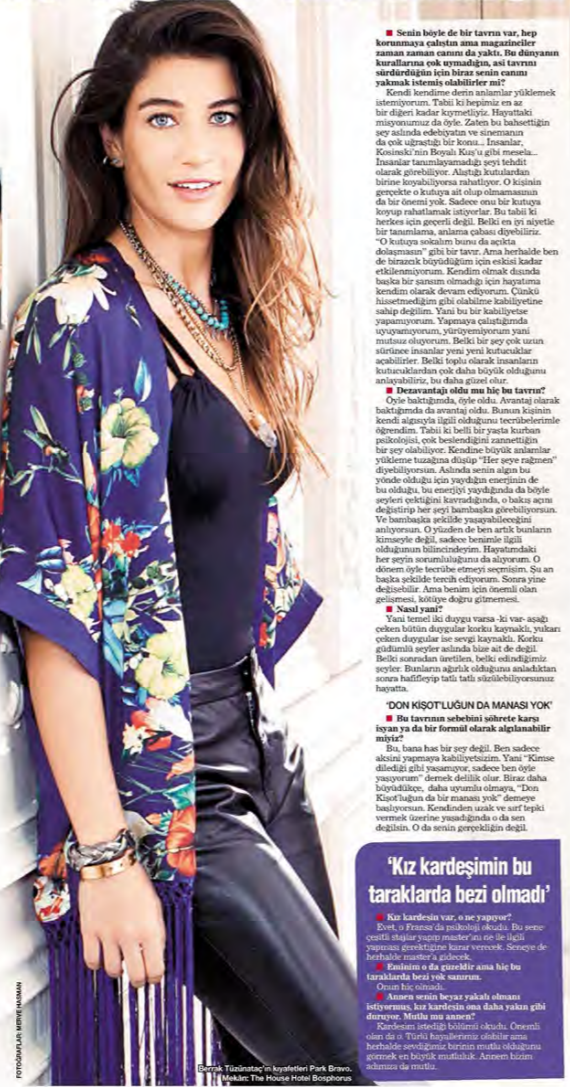 Senin böyle de bir tavrın var, hep
korunmaya çalıştın ama magazinciler
zaman zaman canını da yaktı. Bu dünyanın
kurallarına çok uymadığın, asi tavrını
sürdürdüğün için biraz senin canını
yakmak istemiş olabilirler mi?
Kendi kendime derin anlamlar yüklemek
istemiyorum. Tabii ki hepimiz en az
bir diğeri kadar kıymetliyiz. Hayattaki
misyonumuz da öyle. Zaten bu bahsettiğin
şey aslında edebiyatın ve sinemanın
da çok uğraştığı bir konu... İnsanlar,
Kosinski'nin Boyalı Kuş'u gibi mesela...
İnsanlar tanımlayamadığı şeyi tehdit
olarak görebiliyor. Alıştığı kutulardan
birine koyabiliyorsa rahatlıyor. O kişinin
gerçekte o kutuya ait olup olmamasının
da bir önemi yok. Sadece onu bir kutuya
koyup rahatlamak istiyorlar. Bu tabii ki
herkes için geçerli değil. Belki en iyi niyetle
bir tanımlama, anlama çabası diyebiliriz.
"O kutuya sokalım bunu da açıkta
dolaşmasın" gibi bir tavır. Ama herhalde ben
de birazcık büyüdüğüm için eskisi kadar
etkilenmiyorum. Kendim olmak dışında
başka bir şansım olmadığı için hayatıma
kendim olarak devam ediyorum. Çünkü
hissetmediğim gibi olabilme kabiliyetine
sahip değilim. Yani bu bir kabiliyetse
yapamıyorum. Yapmaya çalıştığımda
uyuyamıyorum, yürüyemiyorum yani
mutsuz oluyorum. Belki bir şey çok uzun
sürünce insanlar yeni yeni kutucuklar
açabilirler. Belki toplu olarak insanların
kutucuklardan çok daha büyük olduğunu
anlayabiliriz, bu daha güzel olur.
Dezavantajı oldu mu hiç bu tavrın?
Öyle baktığımda, öyle oldu. Avantaj olarak
baktığımda da avantaj oldu. Bunun kişinin
kendi algısıyla ilgili olduğunu tecrübelerimle
öğrendim. Tabii ki belli bir yaşta kurban
psikolojisi, çok beslendiğini zannettiğin
bir şey olabiliyor. Kendine büyük anlamlar
yükleme tuzağına düşüp "Her şeye rağmen"
diyebiliyorsun. Aslında senin algın bu
yönde olduğu için yaydığın enerjinin de
bu olduğu, bu enerjiyi yaydığında da böyle
şeyleri çektiğini kavradığında, o bakış açını
değiştirip her şeyi bambaşka görebiliyorsun.
Ve bambaşka şekilde yaşayabileceğini
anlıyorsun. O yüzden de ben artık bunların
kimseyle değil, sadece benimle ilgili
olduğunun bilincindeyim. Hayatımdaki
her şeyin sorumluluğunu da alıyorum. O
dönem öyle tecrübe etmeyi seçmişim. Şu an
başka şekilde tercih ediyorum. Sonra yine
değişebilir. Ama benim için önemli olan
gelişmesi, kötüye doğru gitmemesi.
Nasıl yani?
Yani temel iki duygu varsa -ki var- aşağı
çeken bütün duygular korku kaynaklı, yukarı
çeken duygular ise sevgi kaynaklı. Korku
güdümlü şeyler aslında bize ait de değil.
Belki sonradan üretilen, belki edindiğimiz
şeyler. Bunların ağırlık olduğunu anladıktan
sonra hafifleyip tatlı tatlı süzülebiliyorsunuz
hayatta.
'DON KİŞOT'LUĞUN DA MANASI YOK'
Bu tavrının sebebini şöhrete karşı
isyan ya da bir formül olarak algılanabilir
miyiz?
Bu, bana has bir şey değil. Ben sadece
aksini yapmaya kabiliyetsizim. Yani "Kimse
dilediği gibi yaşamıyor, sadece ben öyle
yaşıyorum" demek delilik olur. Biraz daha
büyüdükçe, daha uyumlu olmaya, "Don
Kişot'luğun da bir manası yok" demeye
başlıyorsun. Kendinden uzak ve sırf tepki
vermek üzerine yaşadığında o da sen
değilsin. O da senin gerçekliğin değil.
'Kız kardeşimin bu
taraklarda bezi olmadı'
Kız kardeşin var, o ne yapıyor?
Evet, o Fransa'da psikoloji okudu. Bu sene
çeşitli stajlar yapıp master'ını ne ile ilgili
yapması gerektiğine karar verecek. Seneye de
herhalde master'a gidecek.
Eminim o da güzeldir ama hiç bu
taraklarda bezi yok sanırım.
Onun hiç olmadı.
Annen senin beyaz yakalı olmanı
istiyormuş, kız kardeşin ona daha yakın gibi
duruyor. Mutlu mu annen?
Kardeşim istediği bölümü okudu. Önemli
olan da o. Türlü hayallerimiz olabilir ama
herhalde sevdiğimiz birinin mutlu olduğunu
görmek en büyük mutluluk. Annem bizim
adımıza da mutlu.
FOTOĞRAFLAR: MERVE HASMAN
Berrak Tüzünataç'ın kıyafetleri Park Bravo.
Mekân: The House Hotel Bosphorus